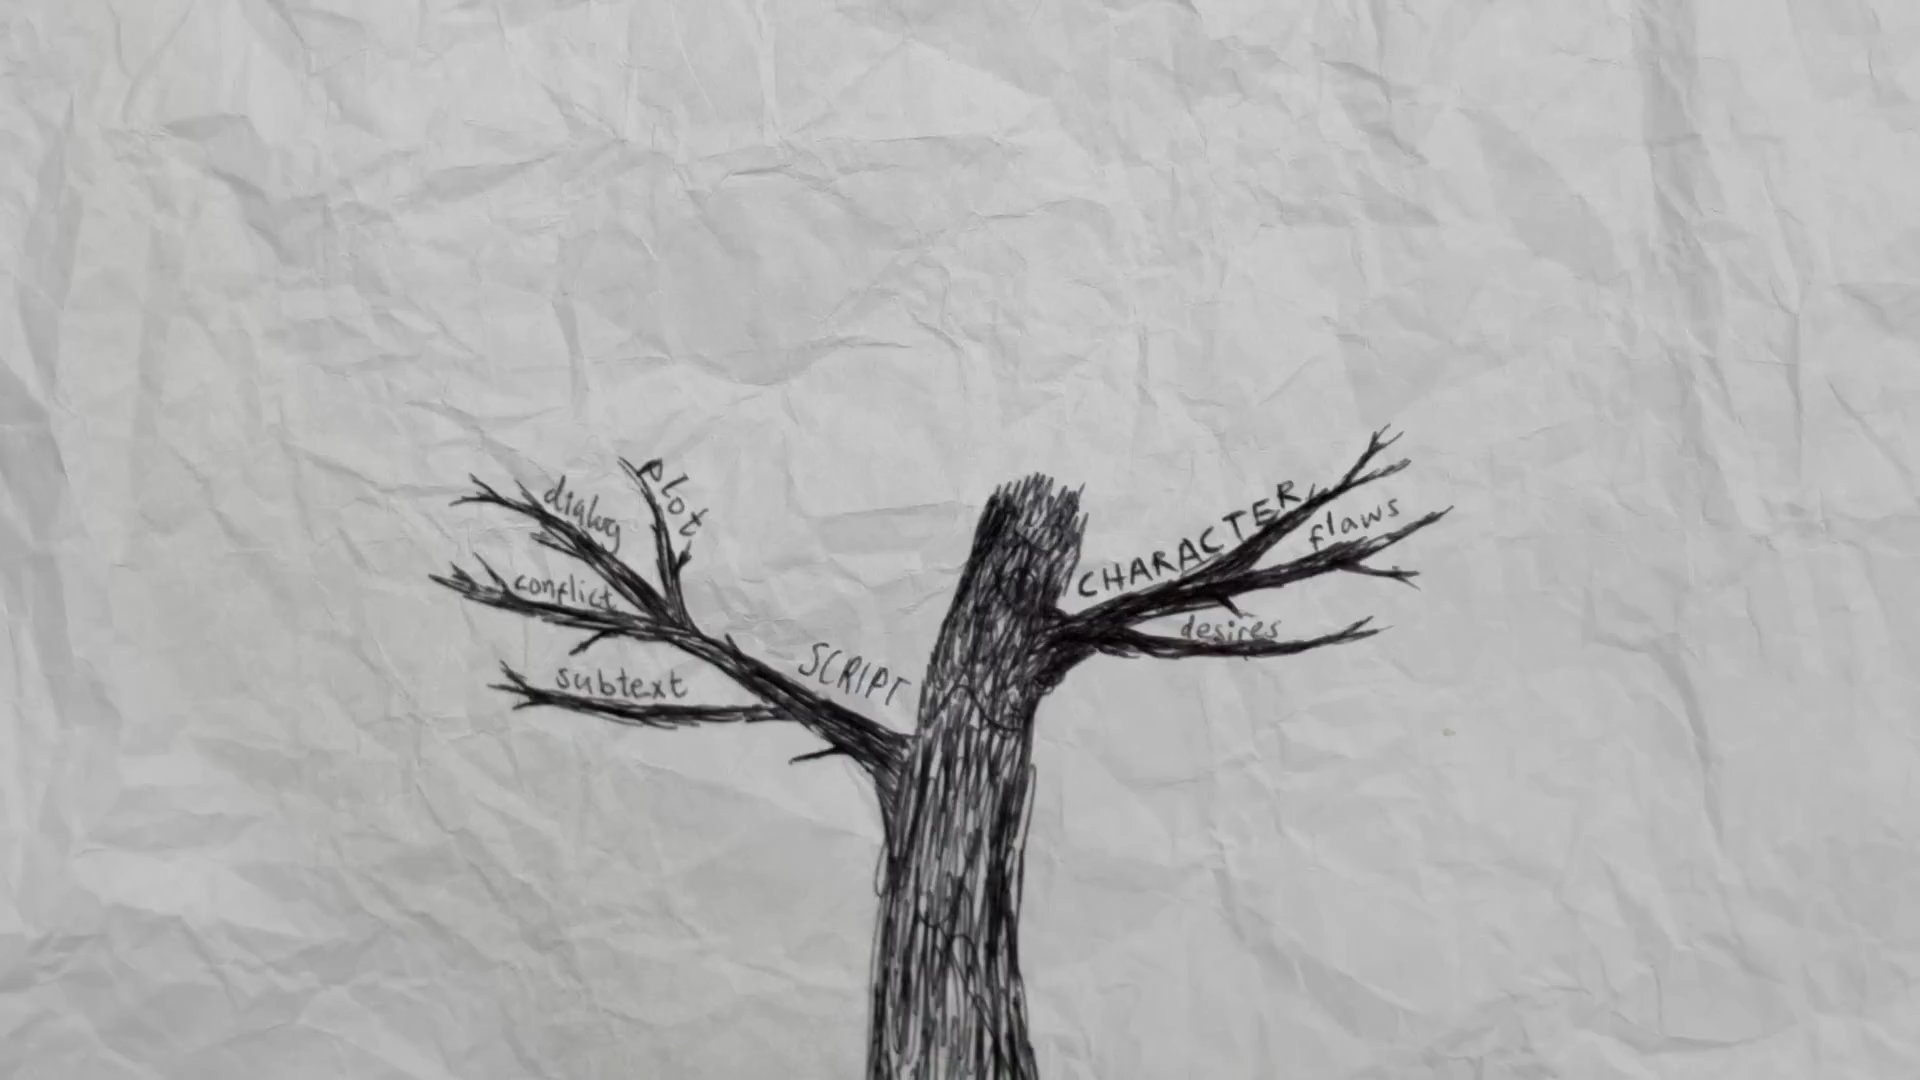 plot
dialog
conflict
subtext
SCRIPT
CHARACTER
flaws
desires